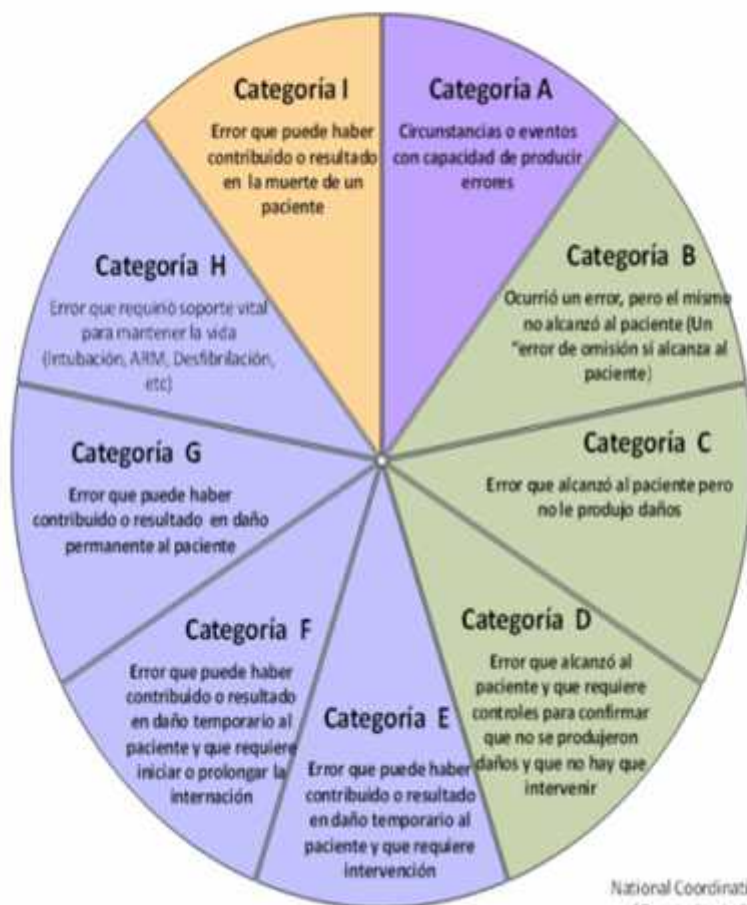 Categoría A
Circunstancias o eventos
con capacidad de producir
errores
Categoría B
Ocurrió un error, pero el mismo
no alcanzó al paciente (Un
"error de omisión si alcanza al
paciente)
Categoría C
Error que alcanzó al paciente pero
no le produjo daños
Categoría D
Error que alcanzó al
paciente y que requiere
controles para confirmar
que no se produjeron
daños y que no hay que
intervenir
Categoría E
Error que puede haber
contribuido o resultado
en daño temporario al
paciente y que requiere
intervención
Categoría F
Error que puede haber
contribuido o resultado
en daño temporario al
paciente y que requiere
iniciar o prolongar la
internación
Categoría G
Error que puede haber
contribuido o resultado en daño
permanente al paciente
Categoría H
Error que requirió soporte vital
para mantener la vida
(Intubación, ARM, Desfibrilación,
etc)
Categoría I
Error que puede haber
contribuido o resultado
en la muerte de un
paciente
National